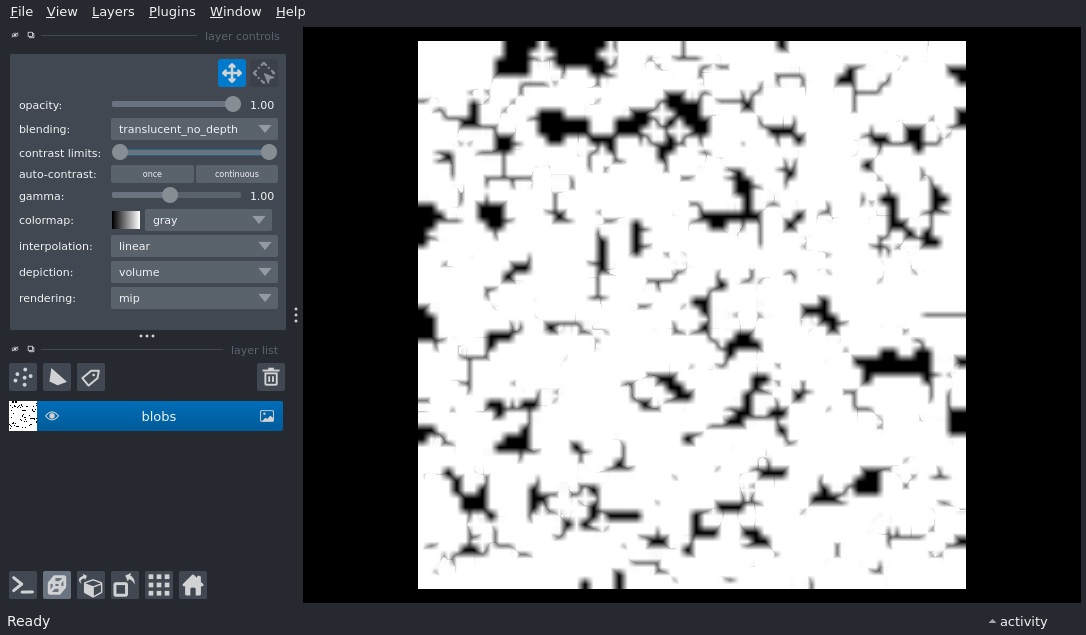 File View Layers Plugins Window Help
layer controls
opacity: 1.00
blending: translucent_no_depth
contrast limits:
auto-contrast: once continuous
gamma: 1.00
colormap: gray
interpolation: linear
depiction: volume
rendering: mip
layer list
blobs
Ready activity